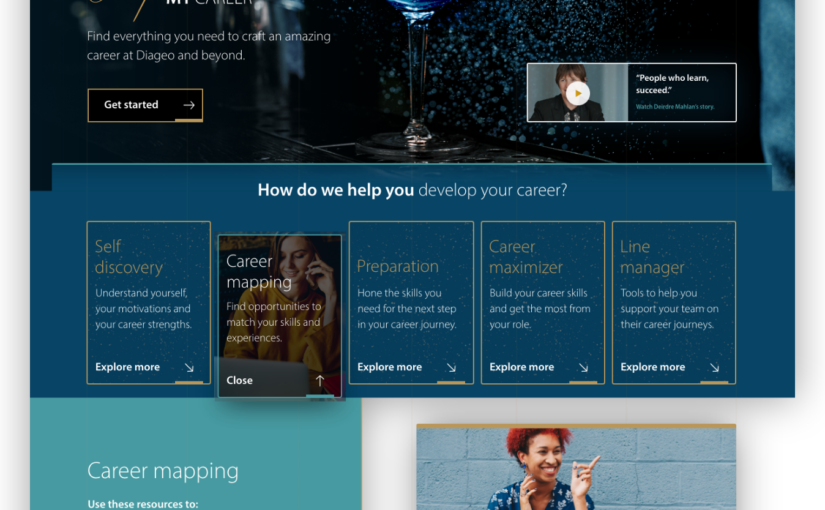 MY CAREER
Find everything you need to craft an amazing
career at Diageo and beyond.
Get started
"People who learn,
succeed."
Watch Deirdre Mahlan's story.
How do we help you develop your career?
Self
discovery
Understand yourself,
your motivations and
your career strengths.
Explore more
Career
mapping
Find opportunities to
match your skills and
experiences.
Close
Preparation
Hone the skills you
need for the next step
in your career journey.
Explore more
Career
maximizer
Build your career skills
and get the most from
your role.
Explore more
Line
manager
Tools to help you
support your team on
their career journeys.
Explore more
Career mapping
Use these resources to: